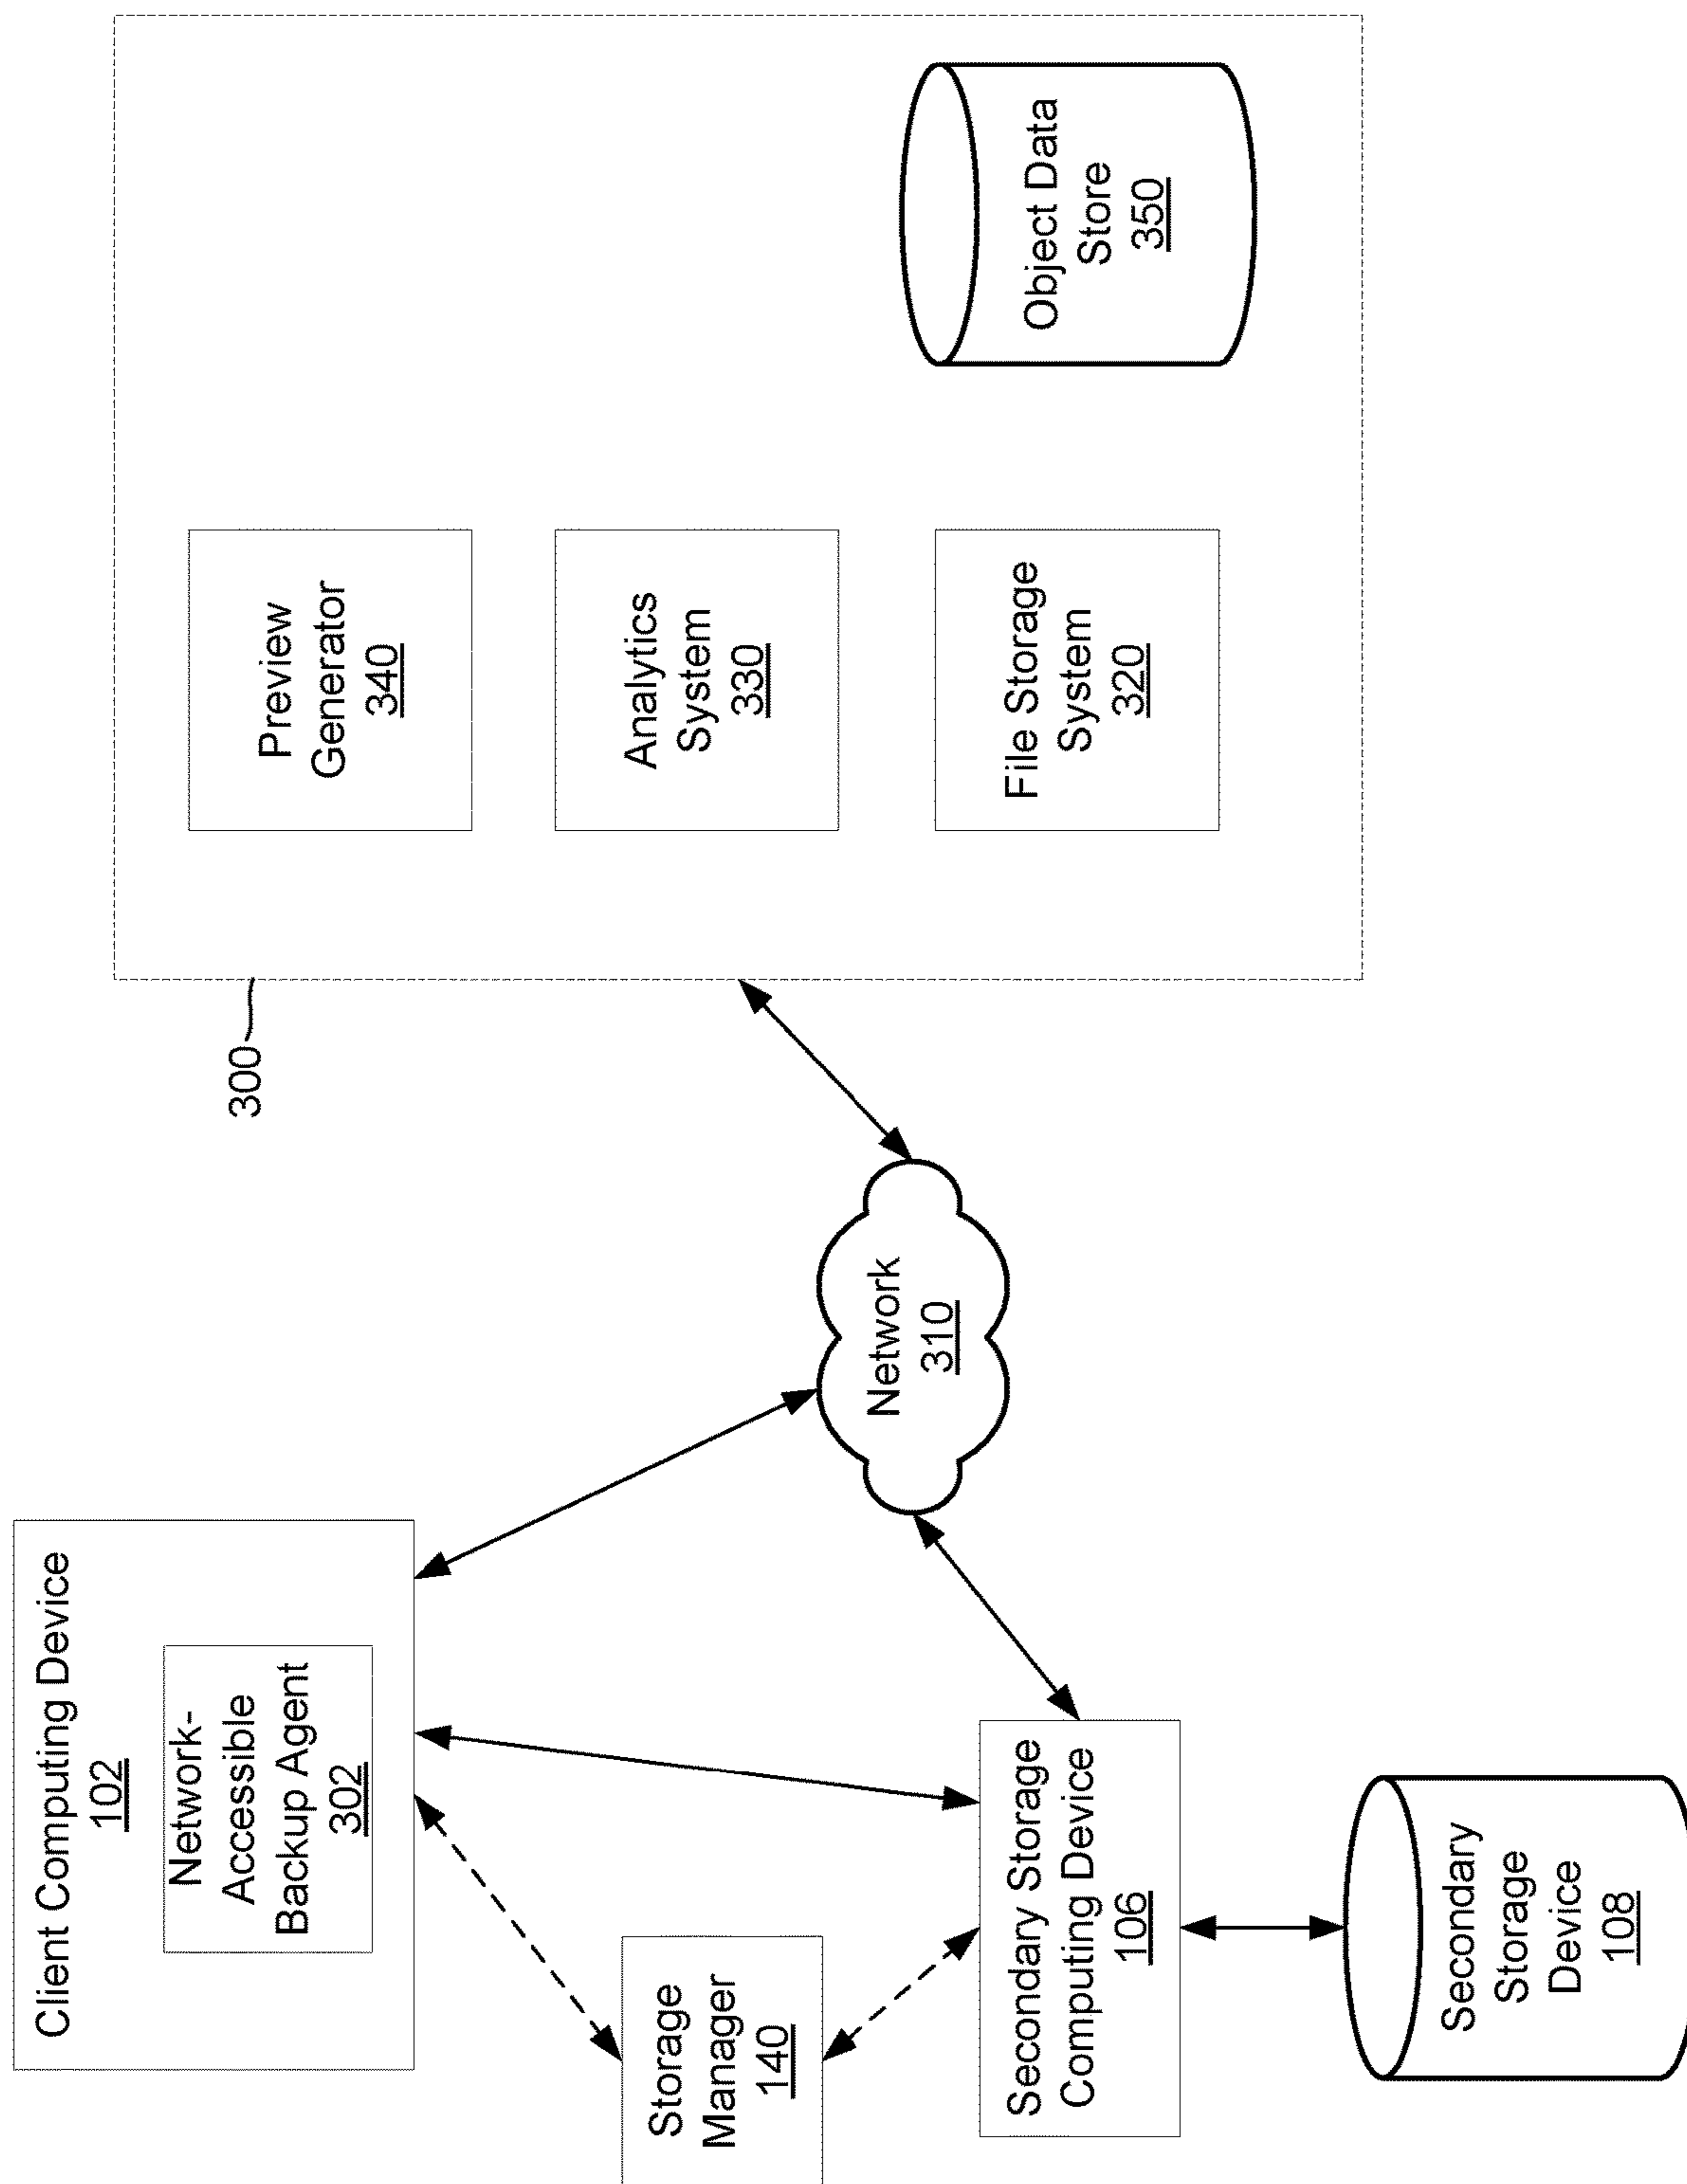 Client Computing Device
102
Network-
Accessible
Backup Agent
302
Storage
Manager
140
Secondary Storage
Computing Device
106
Secondary
Storage
Device
108
Network
310
300
Preview
Generator
340
Analytics
System
330
File Storage
System
320
Object Data
Store
350